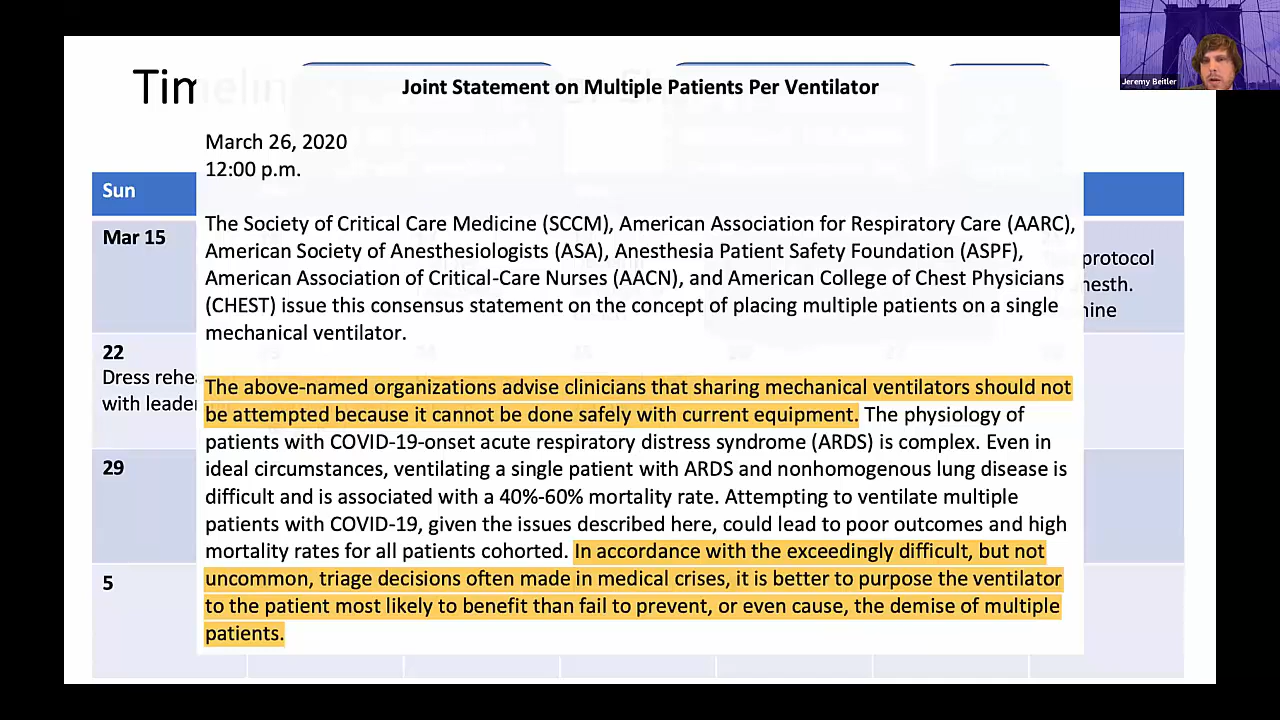 Jeremy Beitler
Timeline
Joint Statement on Multiple Patients Per Ventilator
March 26, 2020
12:00 p.m.
The Society of Critical Care Medicine (SCCM), American Association for Respiratory Care (AARC),
American Society of Anesthesiologists (ASA), Anesthesia Patient Safety Foundation (ASPF),
American Association of Critical-Care Nurses (AACN), and American College of Chest Physicians
(CHEST) issue this consensus statement on the concept of placing multiple patients on a single
mechanical ventilator.
The above-named organizations advise clinicians that sharing mechanical ventilators should not
be attempted because it cannot be done safely with current equipment. The physiology of
patients with COVID-19-onset acute respiratory distress syndrome (ARDS) is complex. Even in
ideal circumstances, ventilating a single patient with ARDS and nonhomogenous lung disease is
difficult and is associated with a 40%-60% mortality rate. Attempting to ventilate multiple
patients with COVID-19, given the issues described here, could lead to poor outcomes and high
mortality rates for all patients cohorted. In accordance with the exceedingly difficult, but not
uncommon, triage decisions often made in medical crises, it is better to purpose the ventilator
to the patient most likely to benefit than fail to prevent, or even cause, the demise of multiple
patients.
Sun
Mar 15
protocol
22
Dress
with
29
5